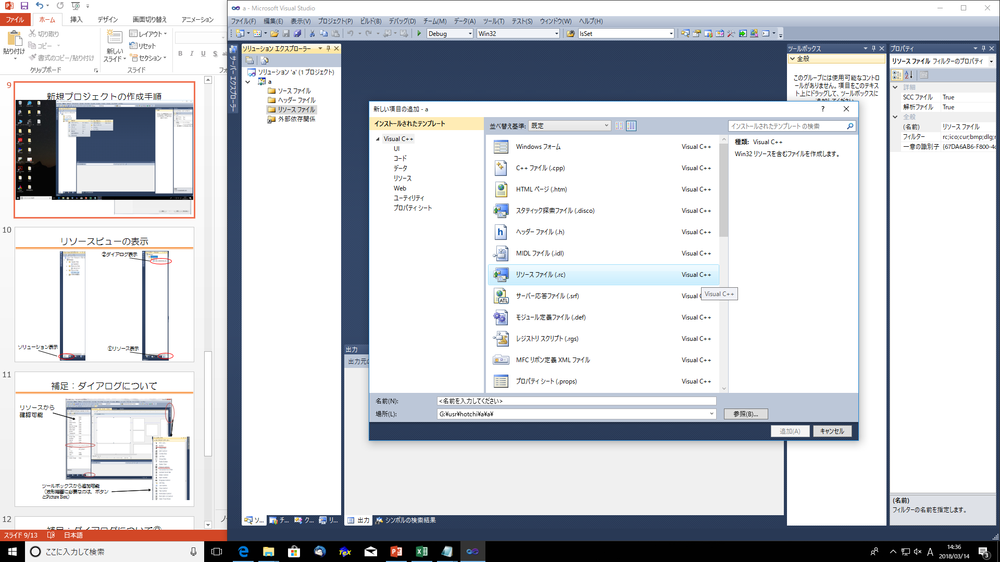 ファイル
ホーム
挿入
デザイン
画面切り替え
アニメーション
貼り付け
切り取り
コピー
書式のコピー/貼り付け
クリップボード
新しい
スライド
レイアウト
リセット
セクション
スライド
B I U S
9
新規プロジェクトの作成手順
10
リソースビューの表示
②ダイアログ表示
ソリューション表示
①リソース表示
11
補足：ダイアログについて
リソースから
確認可能
ツールボックスから追加可能
（波形描画に必要なのは、ボタン
とPicture Box）
12
スライド 9/13
日本語
a - Microsoft Visual Studio
ファイル(F) 編集(E) 表示(V) プロジェクト(P) ビルド(B) デバッグ(D) チーム(M) データ(A) ツール(T) テスト(S) ウィンドウ(W) ヘルプ(H)
Debug
Win32
IsSet
サーバー エクスプローラー
ソリューション エクスプローラー
ソリューション 'a' (1 プロジェクト)
a
ソース ファイル
ヘッダー ファイル
リソース ファイル
外部依存関係
ソ...
チ...
ク...
リ...
出力
出力元の
出力
シンボルの検索結果
新しい項目の追加 - a
?
インストールされたテンプレート
Visual C++
UI
コード
データ
リソース
Web
ユーティリティ
プロパティ シート
並べ替え基準:
既定
インストールされたテンプレート の検索
Windows フォーム Visual C++
C++ ファイル (.cpp) Visual C++
HTML ページ (.htm) Visual C++
スタティック探索ファイル (.disco) Visual C++
ヘッダー ファイル (.h) Visual C++
MIDL ファイル (.idl) Visual C++
リソース ファイル (.rc) Visual C++
サーバー応答ファイル (.srf) Visual
Visual C++
モジュール定義ファイル (.def) Visual C++
レジストリ スクリプト (.rgs) Visual C++
MFC リボン定義 XML ファイル Visual C++
プロパティ シート (.props) Visual C++
種類: Visual C++
Win32 リソースを含むファイルを作成します。
名前(N):
<名前を入力してください>
場所(L):
G:¥usr¥hotchi¥a¥a¥
参照(B)...
追加(A)
キャンセル
ツールボックス
全般
このグループには使用可能なコントロ
ールがありません。項目をこのテキス
ト上にドラッグして、ツールボックスに
プロパティ
リソース ファイル フィルターのプロパティ
詳細
SCC ファイル True
解析ファイル True
全般
(名前) リソース ファイル
フィルター rc;ico;cur;bmp;dlg;r
一意の識別子 {67DA6AB6-F800-4c
(名前)
フィルターの名前を指定します。
ここに入力して検索
TeX
A
14:36
2018/03/14
3